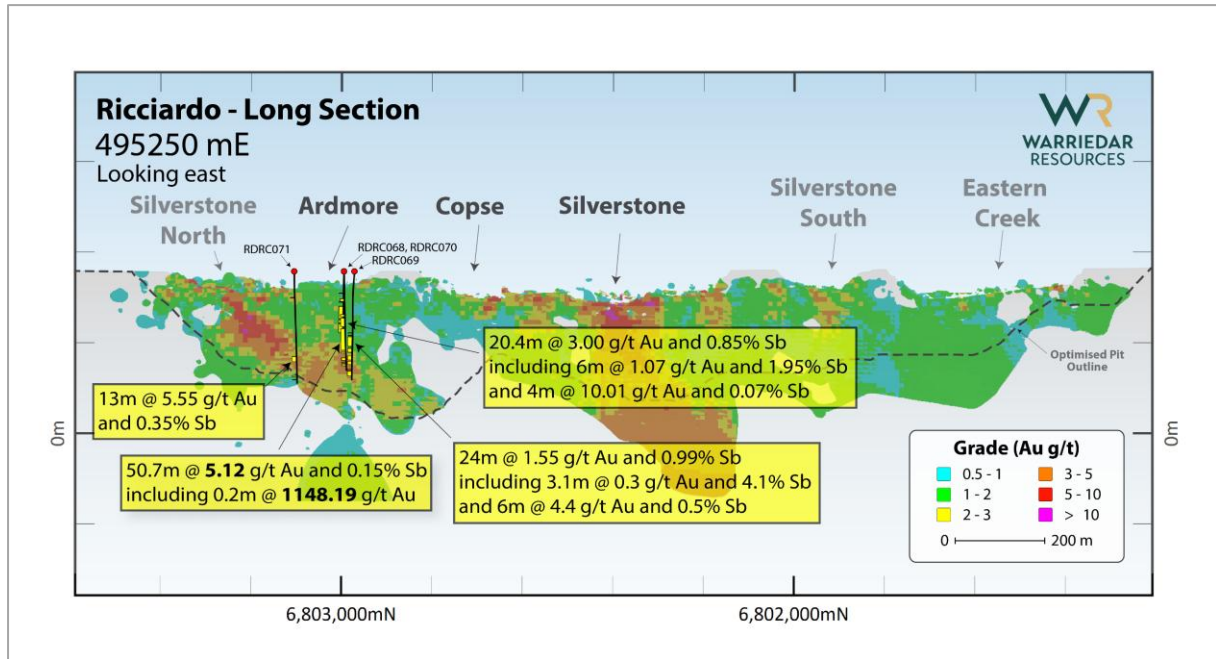 Ricciardo - Long Section
495250 mE
Looking east
WR
WARRIEDAR
RESOURCES
Silverstone
North
Ardmore
Copse
Silverstone
Silverstone
South
Eastern
Creek
RDRC071
RDRC068, RDRC070
RDRC069
20.4m @ 3.00 g/t Au and 0.85% Sb
including 6m @ 1.07 g/t Au and 1.95% Sb
and 4m @ 10.01 g/t Au and 0.07% Sb
Optimised Pit
Outline
13m @ 5.55 g/t Au
and 0.35% Sb
0m
0m
50.7m @ 5.12 g/t Au and 0.15% Sb
including 0.2m @ 1148.19 g/t Au
24m @ 1.55 g/t Au and 0.99% Sb
including 3.1m @ 0.3 g/t Au and 4.1% Sb
and 6m @ 4.4 g/t Au and 0.5% Sb
Grade (Au g/t)
0.5 - 1
1 - 2
2 - 3
3 - 5
5 - 10
> 10
0 200 m
6,803,000mN
6,802,000mN